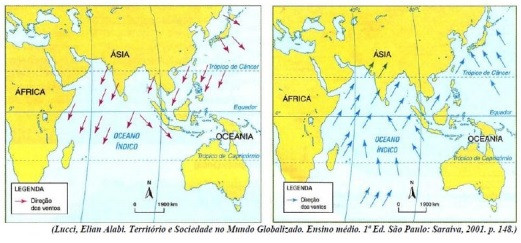 ÁSIA
Trópico de Câncer
ÁFRICA
Equador
OCEANO
ÍNDICO
OCEANIA
Trópico de Capricórnio
LEGENDA
Direção
dos ventos
N
0 1900 km
ÁSIA
Trópico de Câncer
ÁFRICA
Equador
OCEANO
ÍNDICO
OCEANIA
Trópico de Capricórnio
LEGENDA
Direção
dos ventos
N
0 1900 km
(Lucci, Elian Alabi. Território e Sociedade no Mundo Globalizado. Ensino médio. 1ª Ed. São Paulo: Saraiva, 2001. p. 148.)